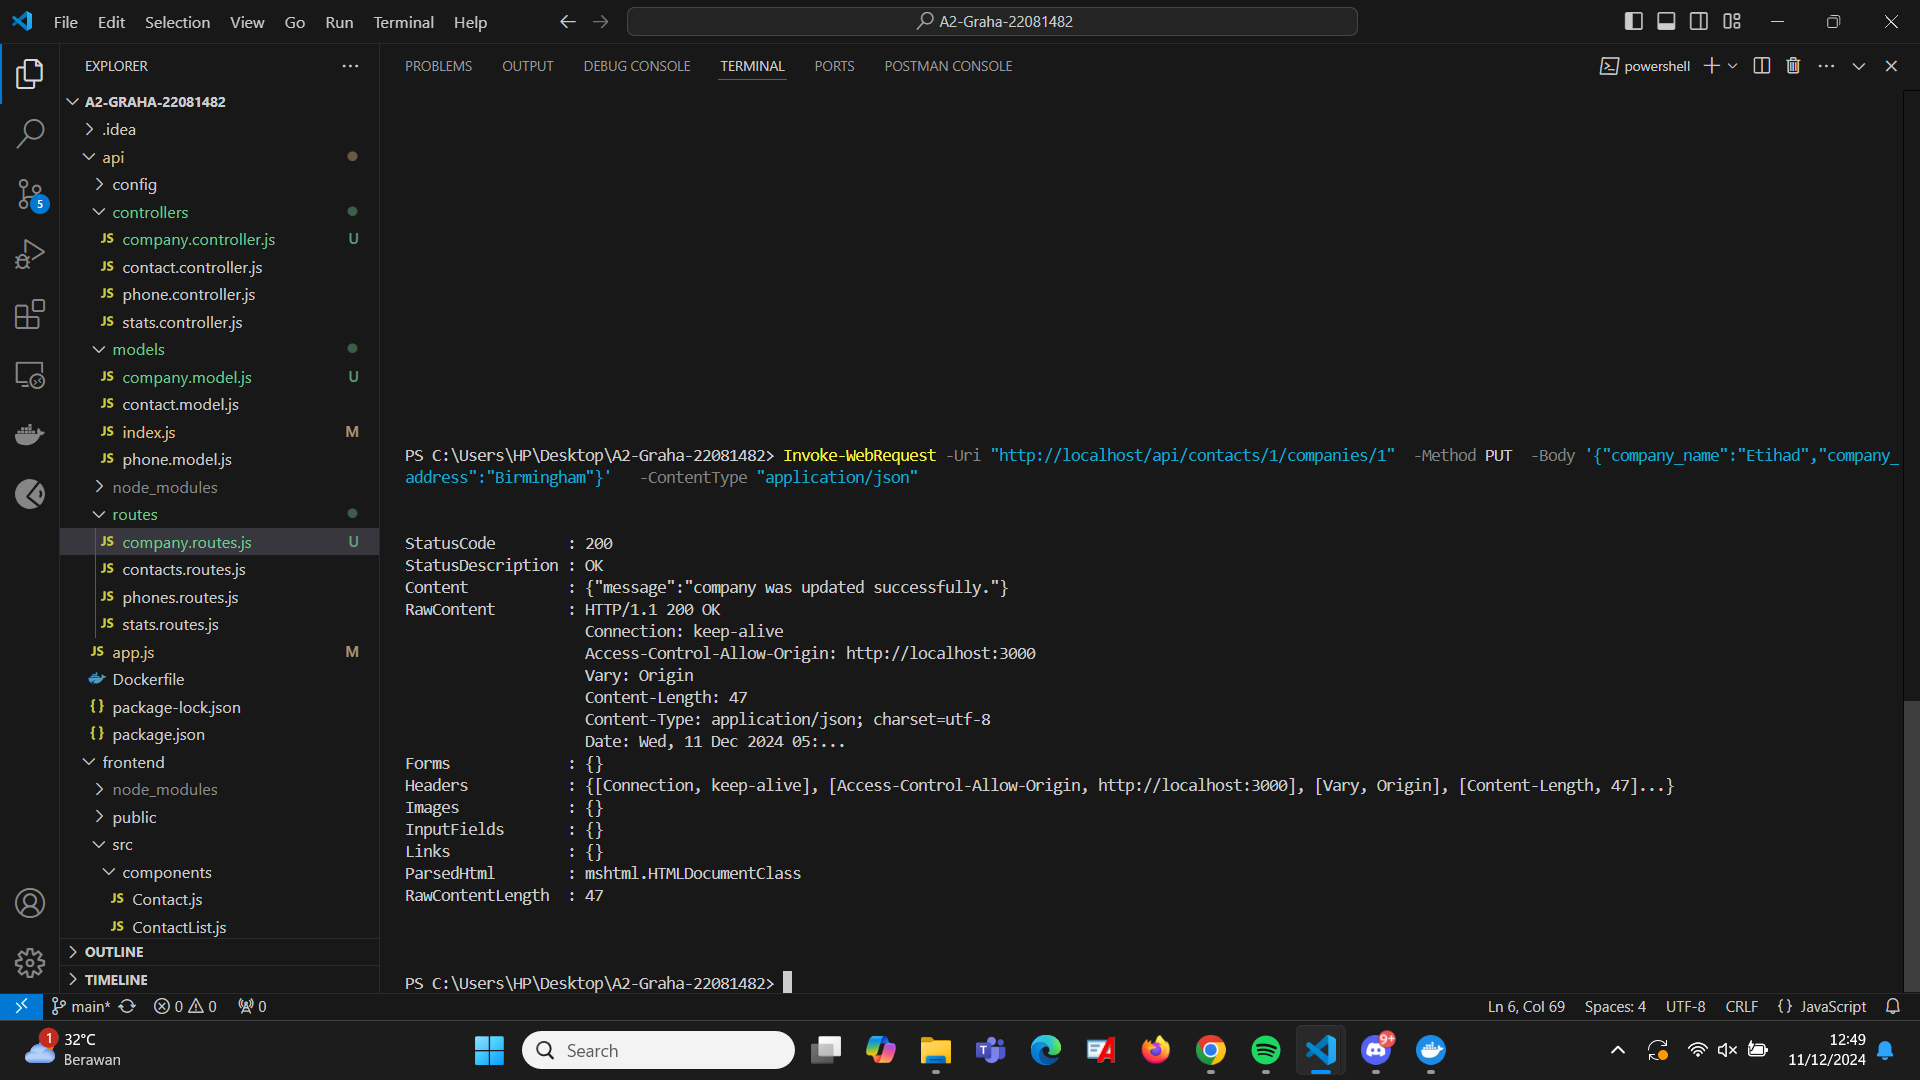 File Edit Selection View Go Run Terminal Help
A2-Graha-22081482
EXPLORER
A2-GRAHA-22081482
.idea
api
config
controllers
JS company.controller.js U
JS contact.controller.js
JS phone.controller.js
JS stats.controller.js
models
JS company.model.js U
JS contact.model.js
JS index.js M
JS phone.model.js
node_modules
routes
JS company.routes.js U
JS contacts.routes.js
JS phones.routes.js
JS stats.routes.js
JS app.js M
Dockerfile
{} package-lock.json
{} package.json
frontend
node_modules
public
src
components
JS Contact.js
JS ContactList.js
OUTLINE
TIMELINE
5
PROBLEMS OUTPUT DEBUG CONSOLE TERMINAL PORTS POSTMAN CONSOLE
powershell
PS C:\Users\HP\Desktop\A2-Graha-22081482> Invoke-WebRequest -Uri "http://localhost/api/contacts/1/companies/1" -Method PUT -Body '{"company_name":"Etihad","company_
address":"Birmingham"}' -ContentType "application/json"
StatusCode : 200
StatusDescription : OK
Content : {"message":"company was updated successfully."}
RawContent : HTTP/1.1 200 OK
Connection: keep-alive
Access-Control-Allow-Origin: http://localhost:3000
Vary: Origin
Content-Length: 47
Content-Type: application/json; charset=utf-8
Date: Wed, 11 Dec 2024 05:...
Forms : {}
Headers : {[Connection, keep-alive], [Access-Control-Allow-Origin, http://localhost:3000], [Vary, Origin], [Content-Length, 47]...}
Images : {}
InputFields : {}
Links : {}
ParsedHtml : mshtml.HTMLDocumentClass
RawContentLength : 47
PS C:\Users\HP\Desktop\A2-Graha-22081482>
main* 0 0 0
Ln 6, Col 69 Spaces: 4 UTF-8 CRLF {} JavaScript
1
32°C
Berawan
Search
9+
12:49
11/12/2024